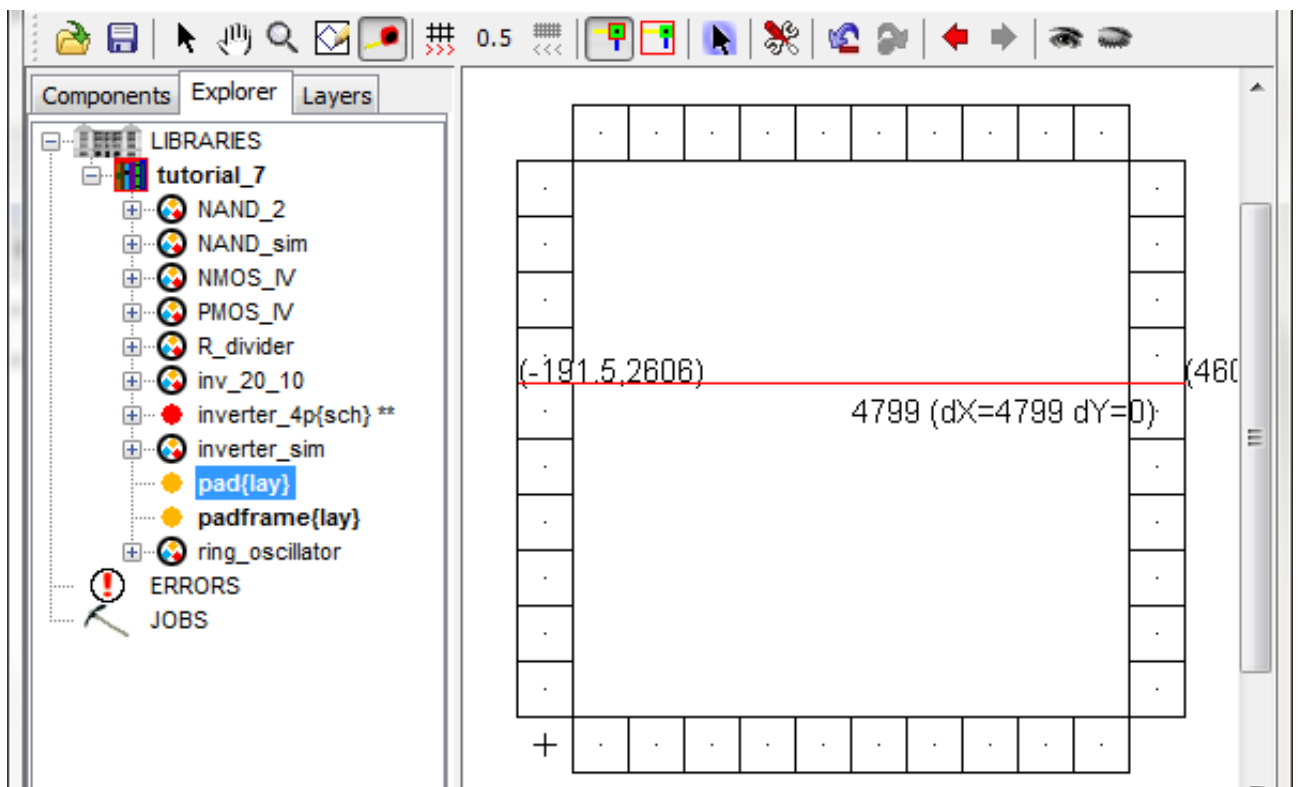 0.5
Components Explorer Layers
LIBRARIES
tutorial_7
NAND_2
NAND_sim
NMOS_IV
PMOS_IV
R_divider
inv_20_10
inverter_4p{sch} **
inverter_sim
pad{lay}
padframe{lay}
ring_oscillator
ERRORS
JOBS
(-191.5,2606)
(460
4799 (dX=4799 dY=0)